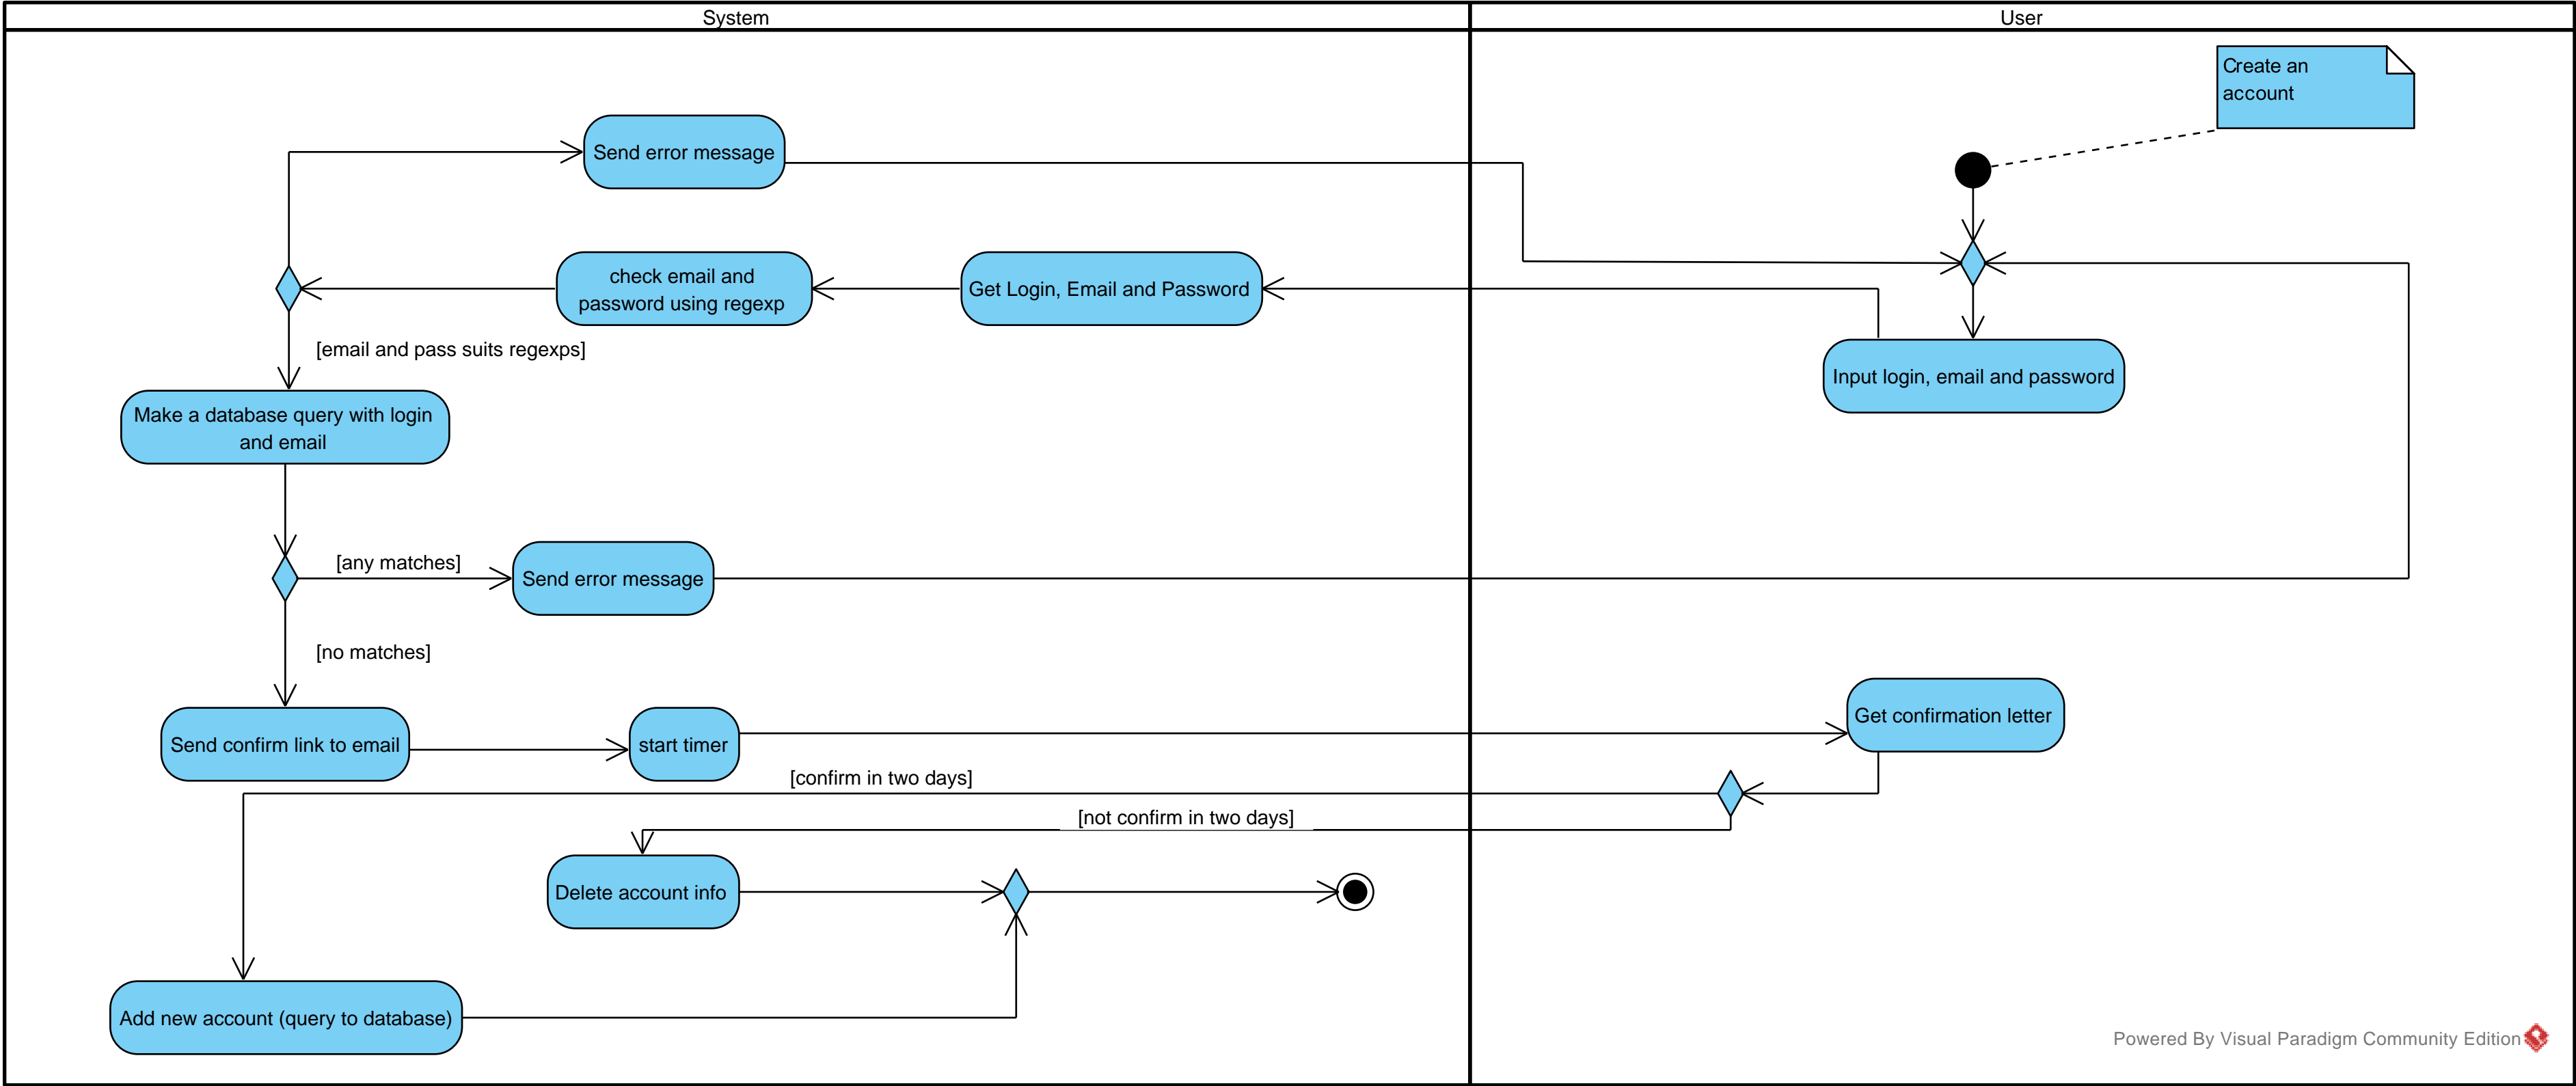 System
User
Create an
account
Send error message
check email and
password using regexp
Get Login, Email and Password
[email and pass suits regexps]
Input login, email and password
Make a database query with login
and email
[any matches]
Send error message
[no matches]
Get confirmation letter
Send confirm link to email
start timer
[confirm in two days]
[not confirm in two days]
Delete account info
Add new account (query to database)
Powered By Visual Paradigm Community Edition